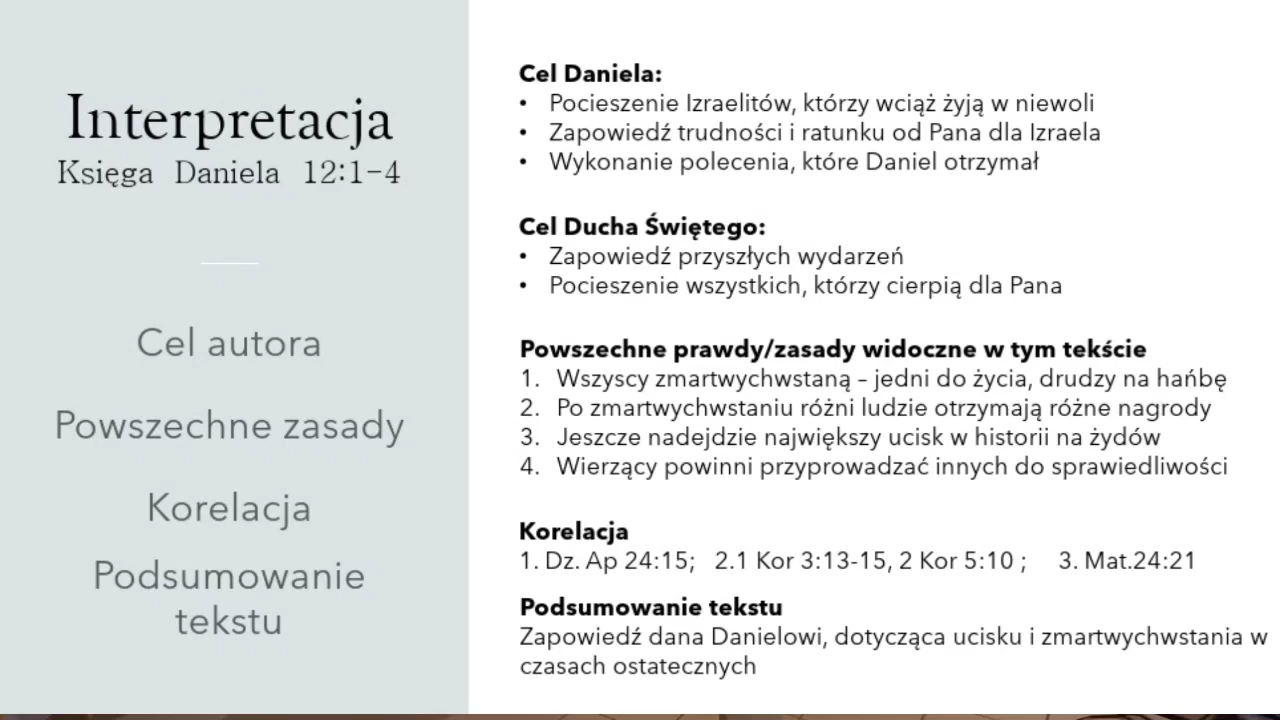 Interpretacja
Księga Daniela 12:1-4
Cel autora
Powszechne zasady
Korelacja
Podsumowanie
tekstu
Cel Daniela:
• Pocieszenie Izraelitów, którzy wciąż żyją w niewoli
• Zapowiedź trudności i ratunku od Pana dla Izraela
• Wykonanie polecenia, które Daniel otrzymał
Cel Ducha Świętego:
• Zapowiedź przyszłych wydarzeń
• Pocieszenie wszystkich, którzy cierpią dla Pana
Powszechne prawdy/zasady widoczne w tym tekście
1. Wszyscy zmartwychwstaną – jedni do życia, drudzy na hańbę
2. Po zmartwychwstaniu różni ludzie otrzymają różne nagrody
3. Jeszcze nadejdzie największy ucisk w historii na żydów
4. Wierzący powinni przyprowadzać innych do sprawiedliwości
Korelacja
1. Dz. Ap 24:15; 2.1 Kor 3:13-15, 2 Kor 5:10 ; 3. Mat.24:21
Podsumowanie tekstu
Zapowiedź dana Danielowi, dotycząca ucisku i zmartwychwstania w
czasach ostatecznych